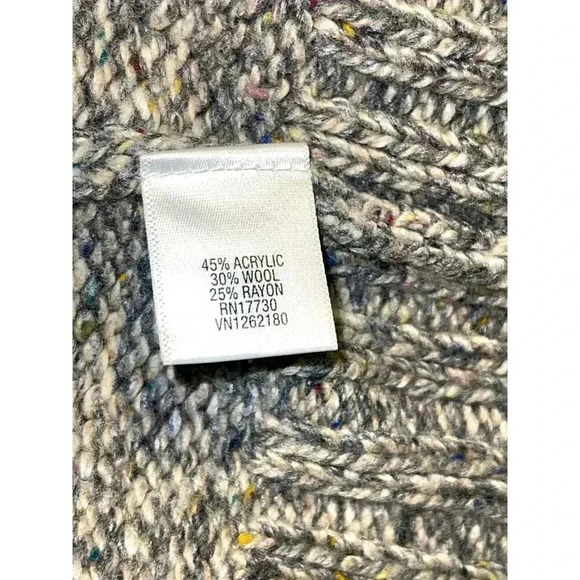 45% ACRYLIC
30% WOOL
25% RAYON
RN17730
VN1262180